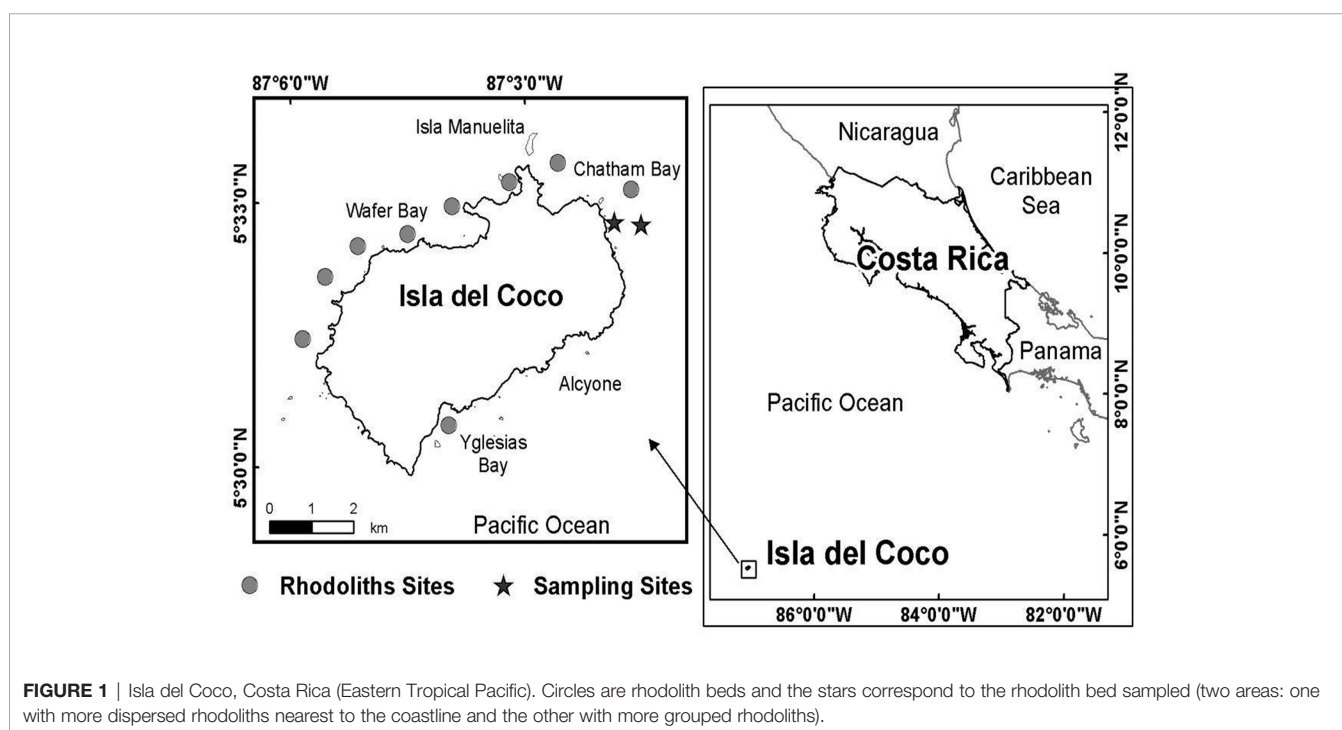 87°6'0"W
87°3'0"W
Isla Manuelita
Chatham Bay
5°33'0"N
Wafer Bay
Isla del Coco
Alcyone
Yglesias
Bay
5°30'0"N
0 1 2
km
Pacific Ocean
Rhodoliths Sites
Sampling Sites
12°0'0"N
Nicaragua
Caribbean
Sea
Costa Rica
10°0'0"N
Panama
8°0'0"N
Pacific Ocean
6°0'0"N
Isla del Coco
86°0'0"W
84°0'0"W
82°0'0"W
FIGURE 1 | Isla del Coco, Costa Rica (Eastern Tropical Pacific). Circles are rhodolith beds and the stars correspond to the rhodolith bed sampled (two areas: one
with more dispersed rhodoliths nearest to the coastline and the other with more grouped rhodoliths).